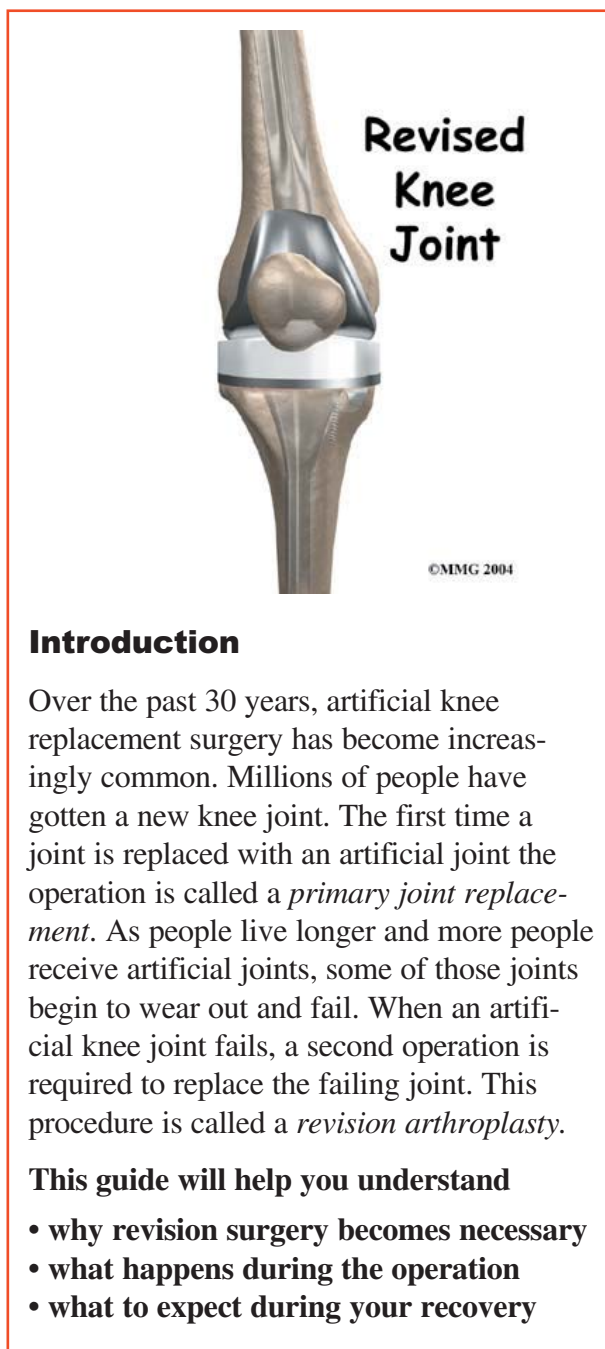 Revised
Knee
Joint
©MMG 2004
Introduction
Over the past 30 years, artificial knee
replacement surgery has become increas-
ingly common. Millions of people have
gotten a new knee joint. The first time a
joint is replaced with an artificial joint the
operation is called a primary joint replace-
ment. As people live longer and more people
receive artificial joints, some of those joints
begin to wear out and fail. When an artifi-
cial knee joint fails, a second operation is
required to replace the failing joint. This
procedure is called a revision arthroplasty.
This guide will help you understand
• why revision surgery becomes necessary
• what happens during the operation
• what to expect during your recovery